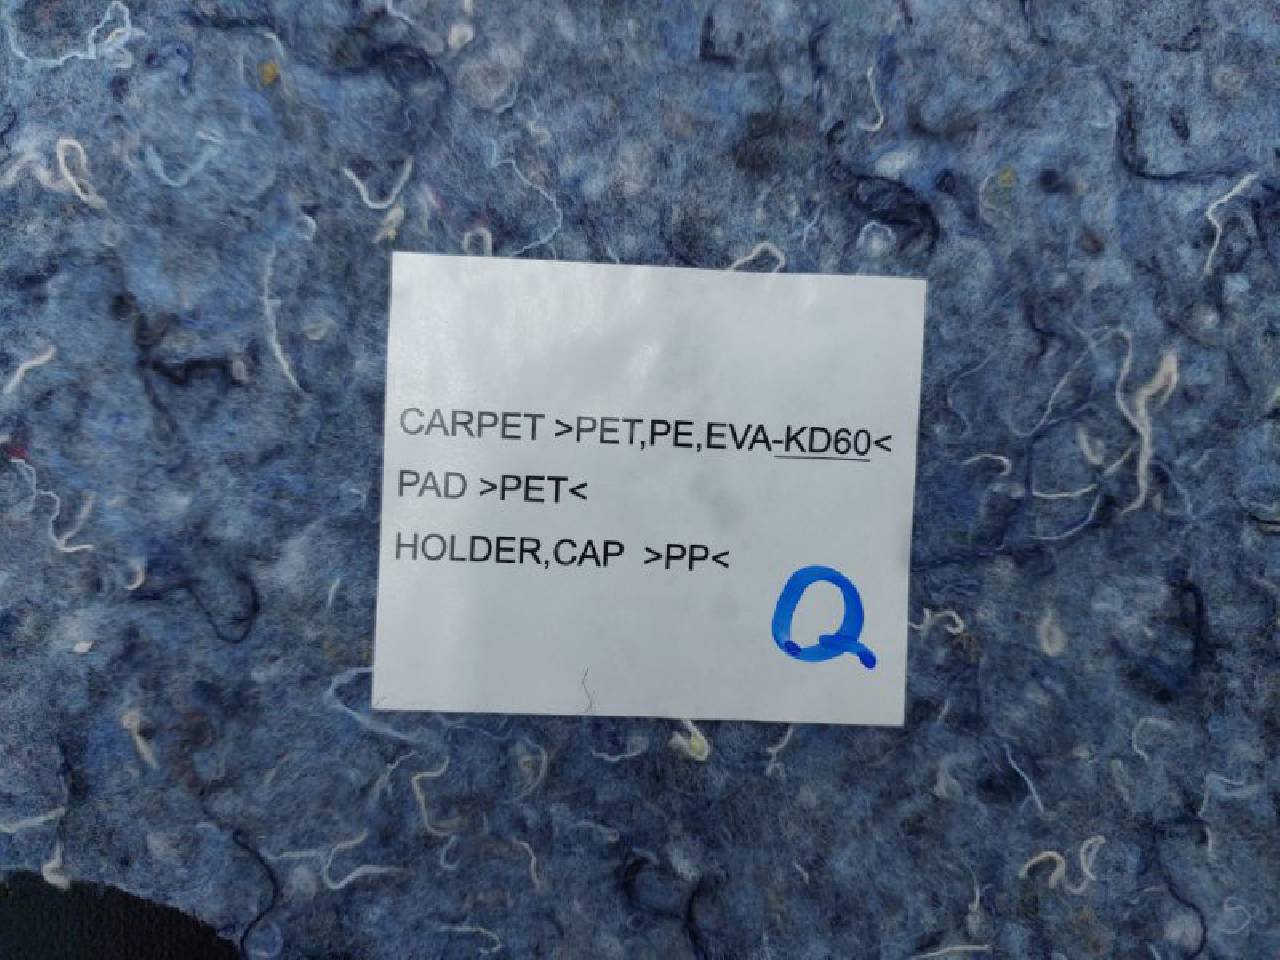 CARPET >PET,PE,EVA-KD60<
PAD >PET<
HOLDER,CAP >PP<
Q